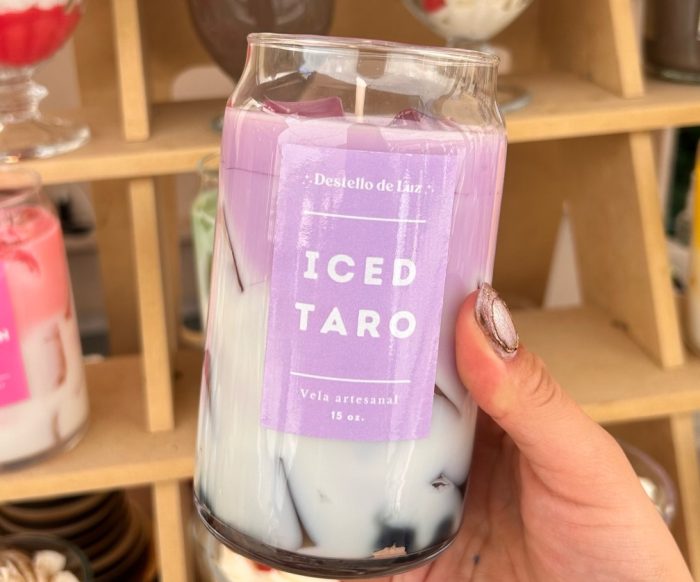 Destello de Luz
ICED
TARO
Vela artesanal
15 oz.